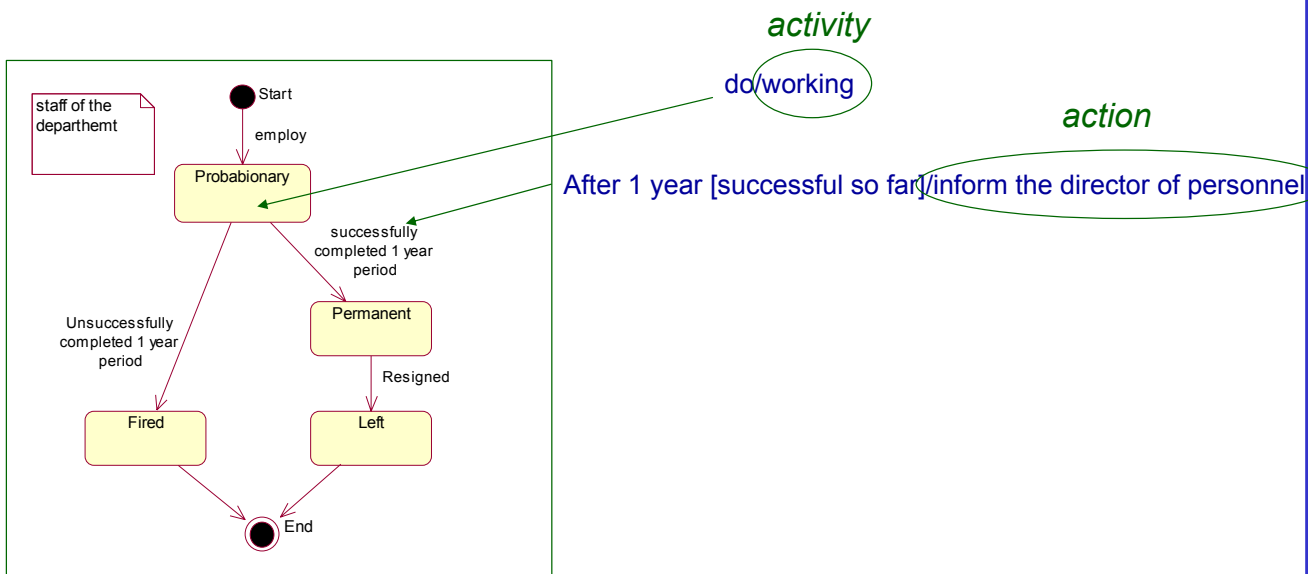 activity
do/working
action
After 1 year [successful so far]/inform the director of personnel
staff of the
departhemt
Start
employ
Probabionary
successfully
completed 1 year
period
Unsuccessfully
completed 1 year
period
Permanent
Resigned
Fired
Left
End